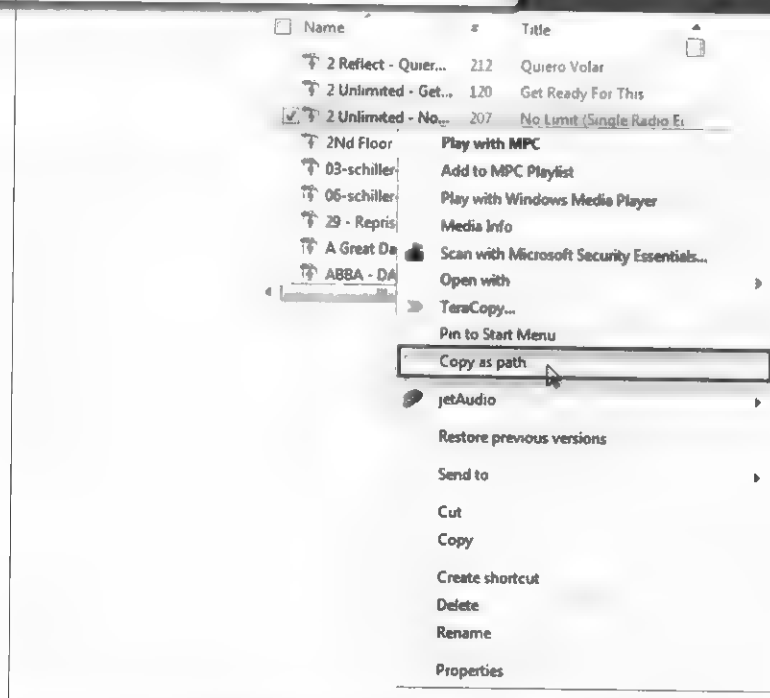 Name # Title
2 Reflect - Quier... 212 Quiero Volar
2 Unlimited - Get... 120 Get Ready For This
2 Unlimited - No... 207 No Limit (Single Radio E
2Nd Floor
03-schiller-
06-schiller-
29 - Repris
A Great Da
ABBA - DA
Play with MPC
Add to MPC Playlist
Play with Windows Media Player
Media Info
Scan with Microsoft Security Essentials...
Open with
TeraCopy...
Pin to Start Menu
Copy as path
jetAudio
Restore previous versions
Send to
Cut
Copy
Create shortcut
Delete
Rename
Properties